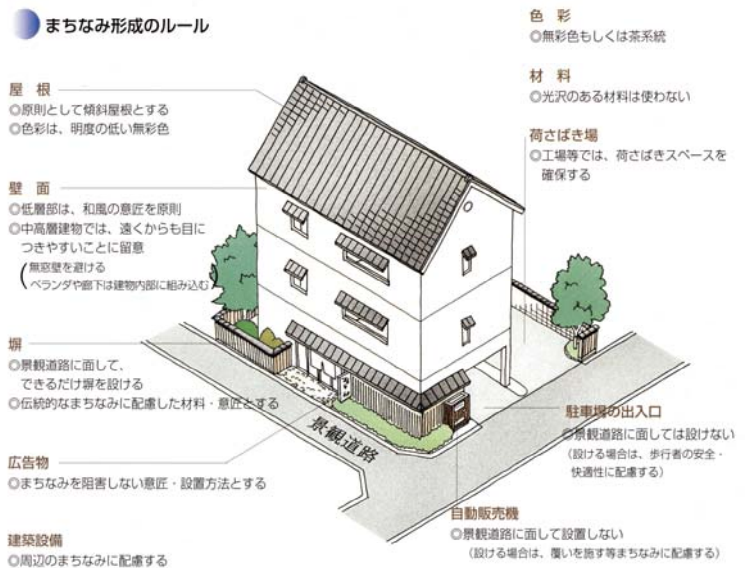 まちなみ形成のルール
屋 根
◎原則として傾斜屋根とする
◎色彩は、明度の低い無彩色
壁 面
◎低層部は、和風の意匠を原則
◎中高層建物では、遠くからも目に
つきやすいことに留意
(無窓壁を避ける
ベランダや廊下は建物内部に組み込む)
塀
◎景観道路に面して、
できるだけ塀を設ける
◎伝統的なまちなみに配慮した材料・意匠とする
広告物
◎まちなみを阻害しない意匠・設置方法とする
建築設備
◎周辺のまちなみに配慮する
景観道路
色 彩
◎無彩色もしくは茶系統
材 料
◎光沢のある材料は使わない
荷さばき場
◎工場等では、荷さばきスペースを
確保する
駐車場の出入口
◎景観道路に面しては設けない
(設ける場合は、歩行者の安全・
快適性に配慮する)
自動販売機
◎景観道路に面して設置しない
(設ける場合は、覆いを施す等まちなみに配慮する)